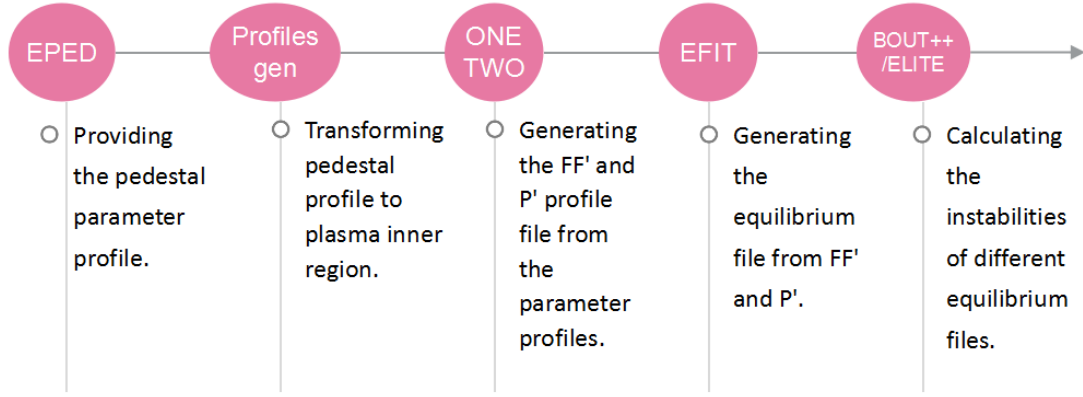 EPED
Profiles
gen
ONE
TWO
EFIT
BOUT++
/ELITE
Providing
the pedestal
parameter
profile.
Transforming
pedestal
profile to
plasma inner
region.
Generating
the FF' and
P' profile
file from
the
parameter
profiles.
Generating
the
equilibrium
file from FF'
and P'.
Calculating
the
instabilities
of different
equilibrium
files.